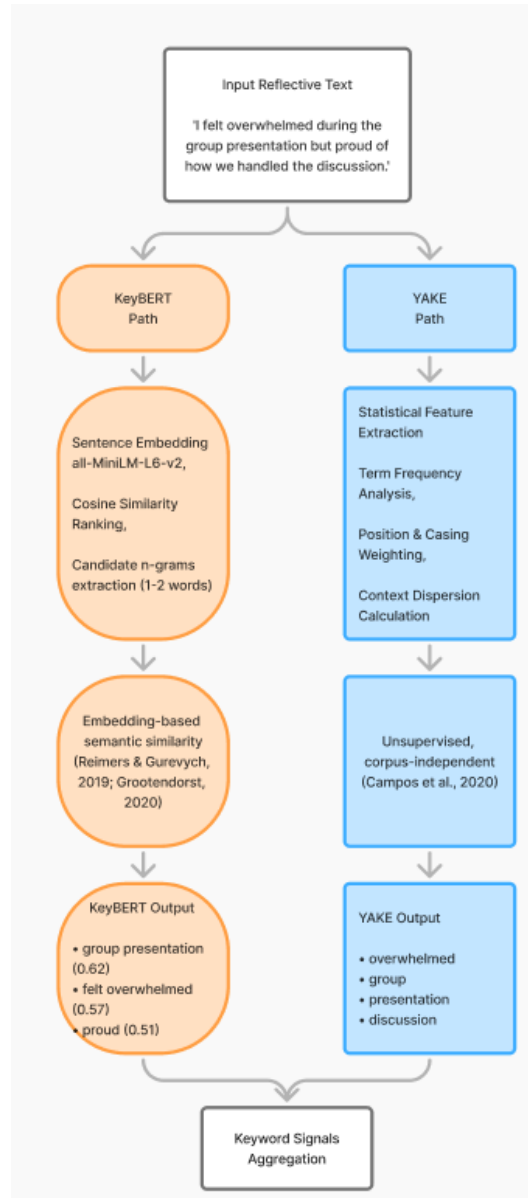 Input Reflective Text
'I felt overwhelmed during the
group presentation but proud of
how we handled the discussion.'
KeyBERT
Path
Sentence Embedding
all-MiniLM-L6-v2,
Cosine Similarity
Ranking,
Candidate n-grams
extraction (1-2 words)
Embedding-based
semantic similarity
(Reimers & Gurevych,
2019; Grootendorst,
2020)
KeyBERT Output
• group presentation
(0.62)
• felt overwhelmed
(0.57)
• proud (0.51)
YAKE
Path
Statistical Feature
Extraction
Term Frequency
Analysis,
Position & Casing
Weighting,
Context Dispersion
Calculation
Unsupervised,
corpus-independent
(Campos et al., 2020)
YAKE Output
• overwhelmed
• group
• presentation
• discussion
Keyword Signals
Aggregation